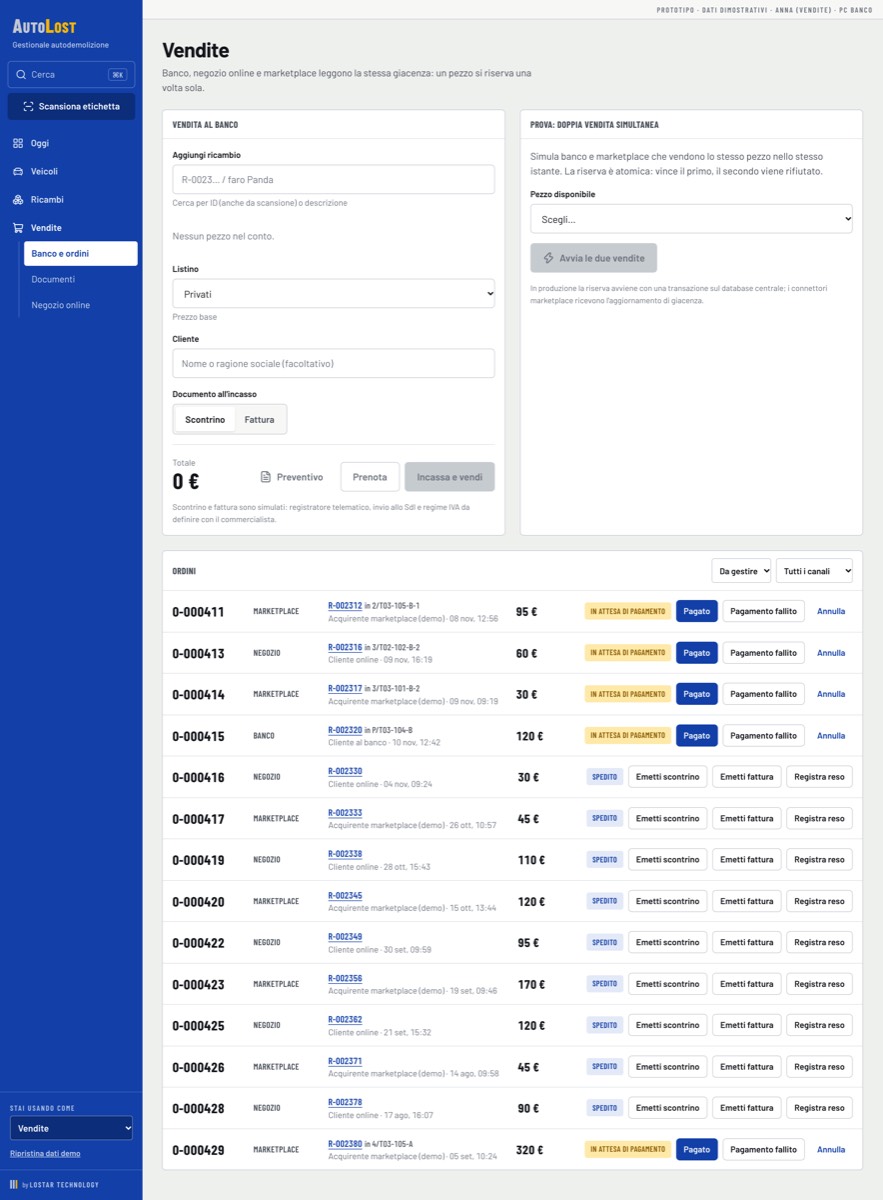 AUTOLOST
Gestionale autodemolizione
Cerca ⌘K
Scansiona etichetta
Oggi
Veicoli
Ricambi
Vendite
Banco e ordini
Documenti
Negozio online
STAI USANDO COME
Vendite
Ripristina dati demo
by LOSTAR TECHNOLOGY
PROTOTIPO · DATI DIMOSTRATIVI · ANNA (VENDITE) · PC BANCO
Vendite
Banco, negozio online e marketplace leggono la stessa giacenza: un pezzo si riserva una
volta sola.
VENDITA AL BANCO
Aggiungi ricambio
R-0023... / faro Panda
Cerca per ID (anche da scansione) o descrizione
Nessun pezzo nel conto.
Listino
Privati
Prezzo base
Cliente
Nome o ragione sociale (facoltativo)
Documento all'incasso
Scontrino Fattura
Totale
0 €
Preventivo Prenota Incassa e vendi
Scontrino e fattura sono simulati: registratore telematico, invio allo SdI e regime IVA da
definire con il commercialista.
PROVA: DOPPIA VENDITA SIMULTANEA
Simula banco e marketplace che vendono lo stesso pezzo nello stesso
istante. La riserva è atomica: vince il primo, il secondo viene rifiutato.
Pezzo disponibile
Scegli...
Avvia le due vendite
In produzione la riserva avviene con una transazione sul database centrale; i connettori
marketplace ricevono l'aggiornamento di giacenza.
ORDINI Da gestire Tutti i canali
O-000411 MARKETPLACE R-002312 in 2/T03-105-B-1 95 € IN ATTESA DI PAGAMENTO Pagato Pagamento fallito Annulla
Acquirente marketplace (demo) · 08 nov, 12:56
O-000413 NEGOZIO R-002316 in 3/T02-102-B-2 60 € IN ATTESA DI PAGAMENTO Pagato Pagamento fallito Annulla
Cliente online · 09 nov, 16:19
O-000414 MARKETPLACE R-002317 in 3/T03-101-B-2 30 € IN ATTESA DI PAGAMENTO Pagato Pagamento fallito Annulla
Acquirente marketplace (demo) · 09 nov, 09:19
O-000415 BANCO R-002320 in P/T03-104-B 120 € IN ATTESA DI PAGAMENTO Pagato Pagamento fallito Annulla
Cliente al banco · 10 nov, 12:42
O-000416 NEGOZIO R-002330 30 € SPEDITO Emetti scontrino Emetti fattura Registra reso
Cliente online · 04 nov, 09:24
O-000417 MARKETPLACE R-002333 45 € SPEDITO Emetti scontrino Emetti fattura Registra reso
Acquirente marketplace (demo) · 26 ott, 10:57
O-000419 NEGOZIO R-002338 110 € SPEDITO Emetti scontrino Emetti fattura Registra reso
Cliente online · 28 ott, 15:43
O-000420 MARKETPLACE R-002345 120 € SPEDITO Emetti scontrino Emetti fattura Registra reso
Acquirente marketplace (demo) · 15 ott, 13:44
O-000422 NEGOZIO R-002349 95 € SPEDITO Emetti scontrino Emetti fattura Registra reso
Cliente online · 30 set, 09:59
O-000423 MARKETPLACE R-002356 170 € SPEDITO Emetti scontrino Emetti fattura Registra reso
Acquirente marketplace (demo) · 19 set, 09:46
O-000425 NEGOZIO R-002362 120 € SPEDITO Emetti scontrino Emetti fattura Registra reso
Cliente online · 21 set, 15:32
O-000426 MARKETPLACE R-002371 45 € SPEDITO Emetti scontrino Emetti fattura Registra reso
Acquirente marketplace (demo) · 14 ago, 09:58
O-000428 NEGOZIO R-002378 90 € SPEDITO Emetti scontrino Emetti fattura Registra reso
Cliente online · 17 ago, 16:07
O-000429 MARKETPLACE R-002380 in 4/T03-105-A 320 € IN ATTESA DI PAGAMENTO Pagato Pagamento fallito Annulla
Acquirente marketplace (demo) · 05 set, 10:24